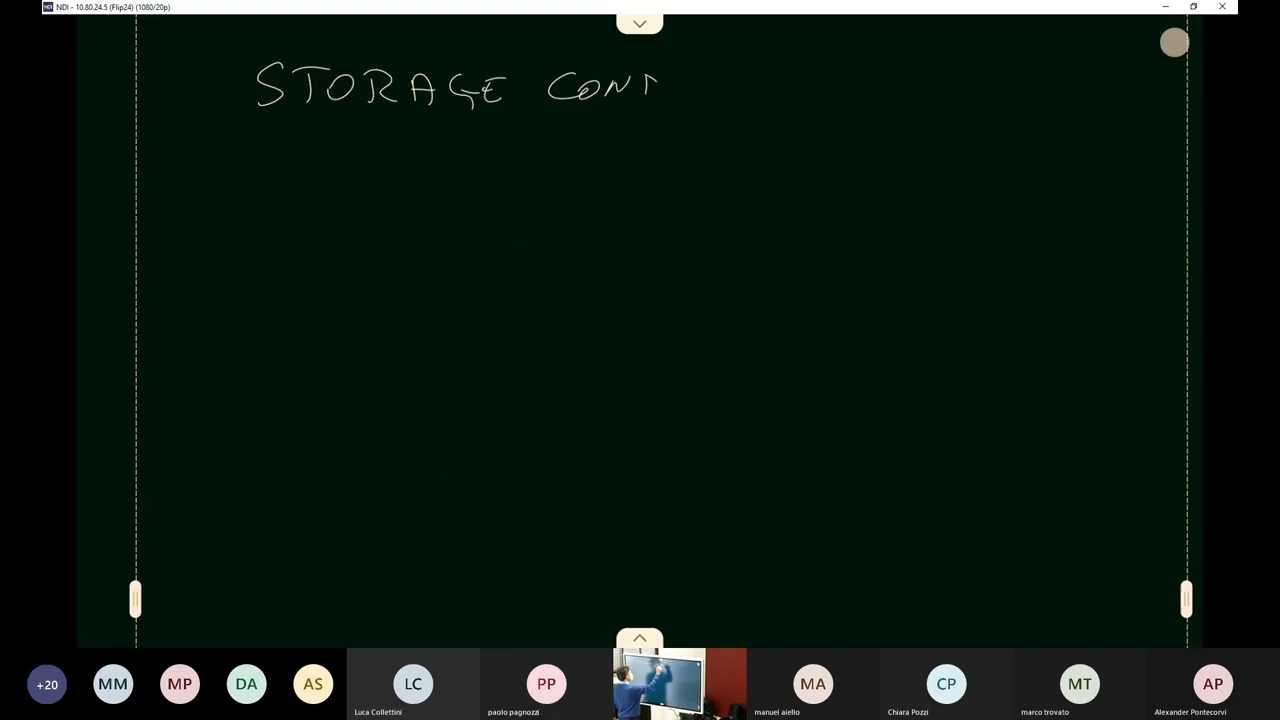 NDI - 10.80.24.5 (Flip24) (1080/20p)
STORAGE CONT
+20
MM
MP
DA
AS
LC
Luca Collettini
PP
paolo pagnozzi
MA
manuel aiello
CP
Chiara Pozzi
MT
marco trovato
AP
Alexander Pontecorvi